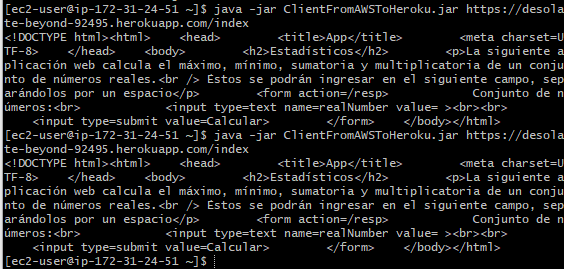 [ec2-user@ip-172-31-24-51 ~]$ java -jar ClientFromAWSToHeroku.jar https://desola
te-beyond-92495.herokuapp.com/index
<!DOCTYPE html><html>    <head>        <title>App</title>        <meta charset=U
TF-8>    </head>    <body>        <h2>Estadísticos</h2>        <p>La siguiente a
plicación web calcula el máximo, mínimo, sumatoria y multiplicatoria de un conju
nto de números reales.<br /> Estos se podrán ingresar en el siguiente campo, sep
arándolos por un espacio</p>        <form action=/resp>            Conjunto de n
úmeros:<br>            <input type=text name=realNumber value= ><br><br>        
    <input type=submit value=Calcular>        </form>    </body></html>
[ec2-user@ip-172-31-24-51 ~]$ java -jar ClientFromAWSToHeroku.jar https://desola
te-beyond-92495.herokuapp.com/index
<!DOCTYPE html><html>    <head>        <title>App</title>        <meta charset=U
TF-8>    </head>    <body>        <h2>Estadísticos</h2>        <p>La siguiente a
plicación web calcula el máximo, mínimo, sumatoria y multiplicatoria de un conju
nto de números reales.<br /> Estos se podrán ingresar en el siguiente campo, sep
arándolos por un espacio</p>        <form action=/resp>            Conjunto de n
úmeros:<br>            <input type=text name=realNumber value= ><br><br>        
    <input type=submit value=Calcular>        </form>    </body></html>
[ec2-user@ip-172-31-24-51 ~]$